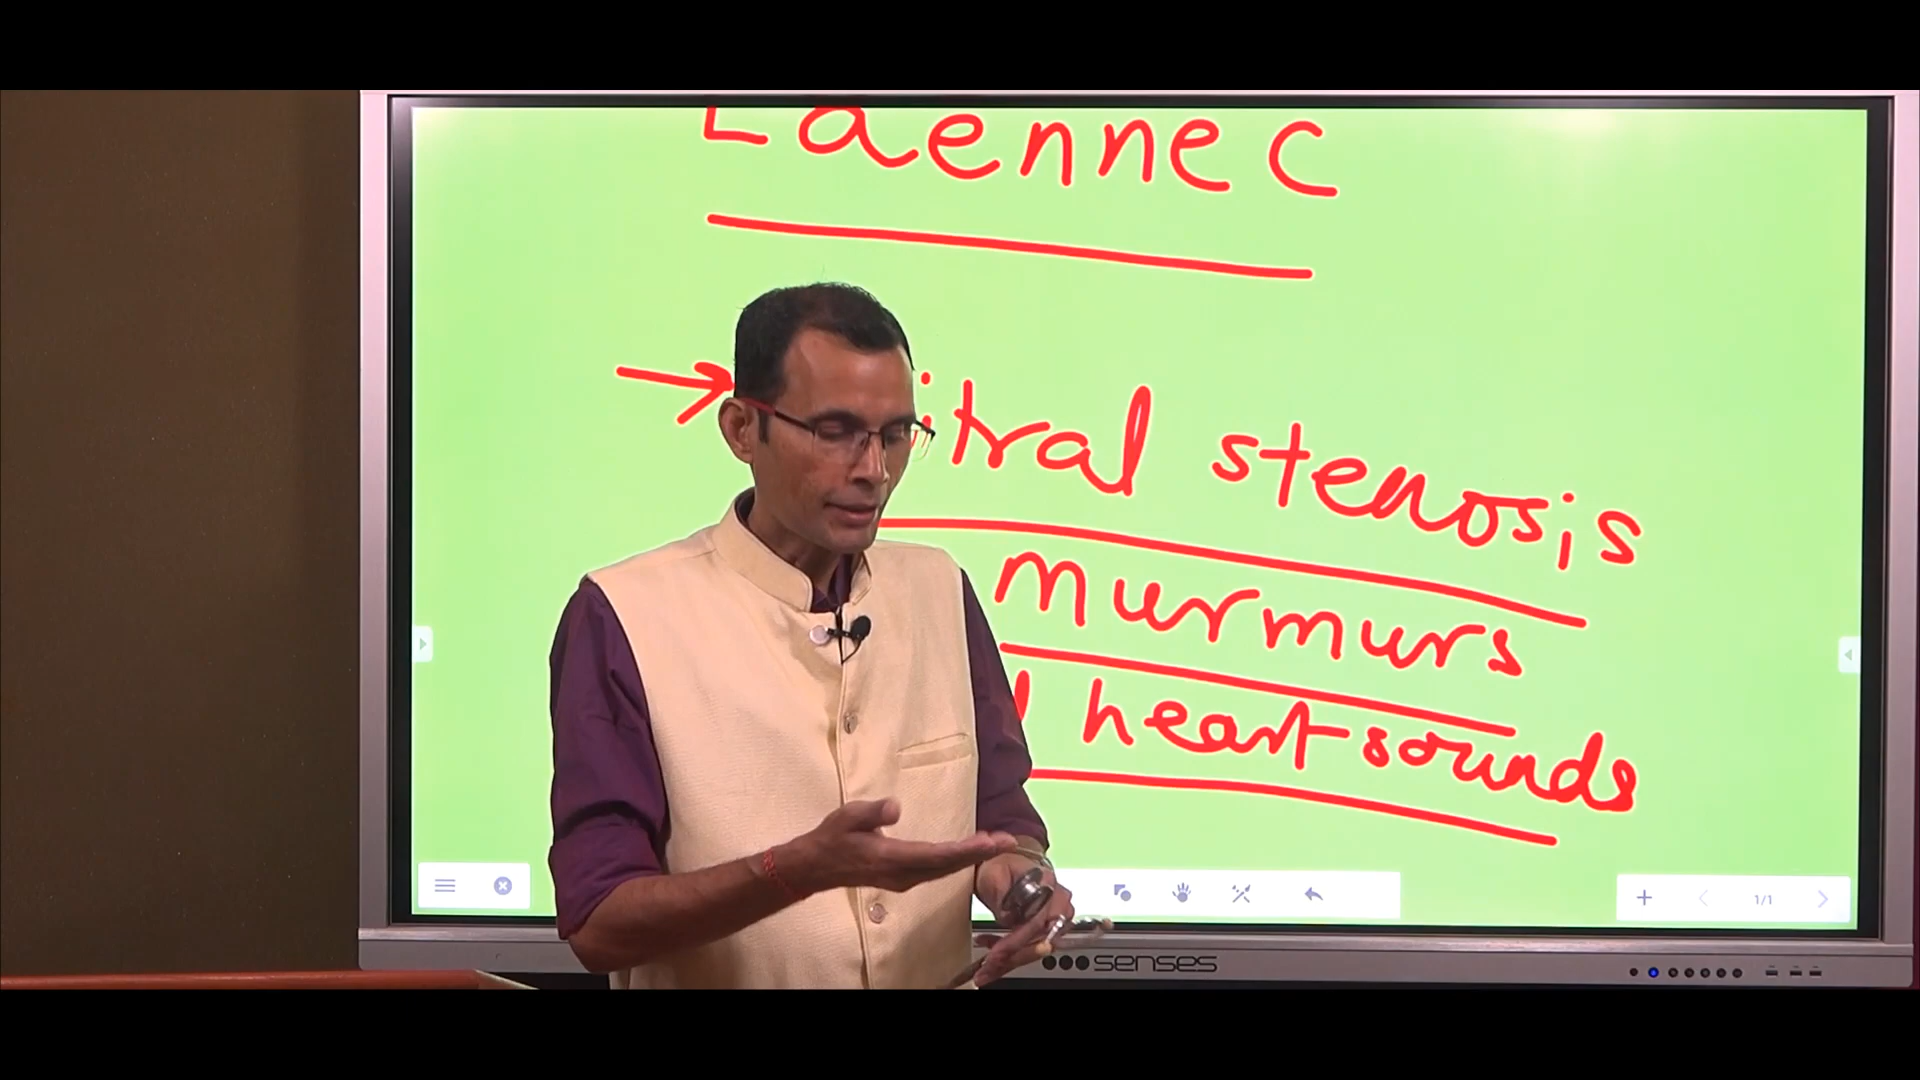 Laennec
itral stenosis
murmurs
heart sounds
1/1
senses